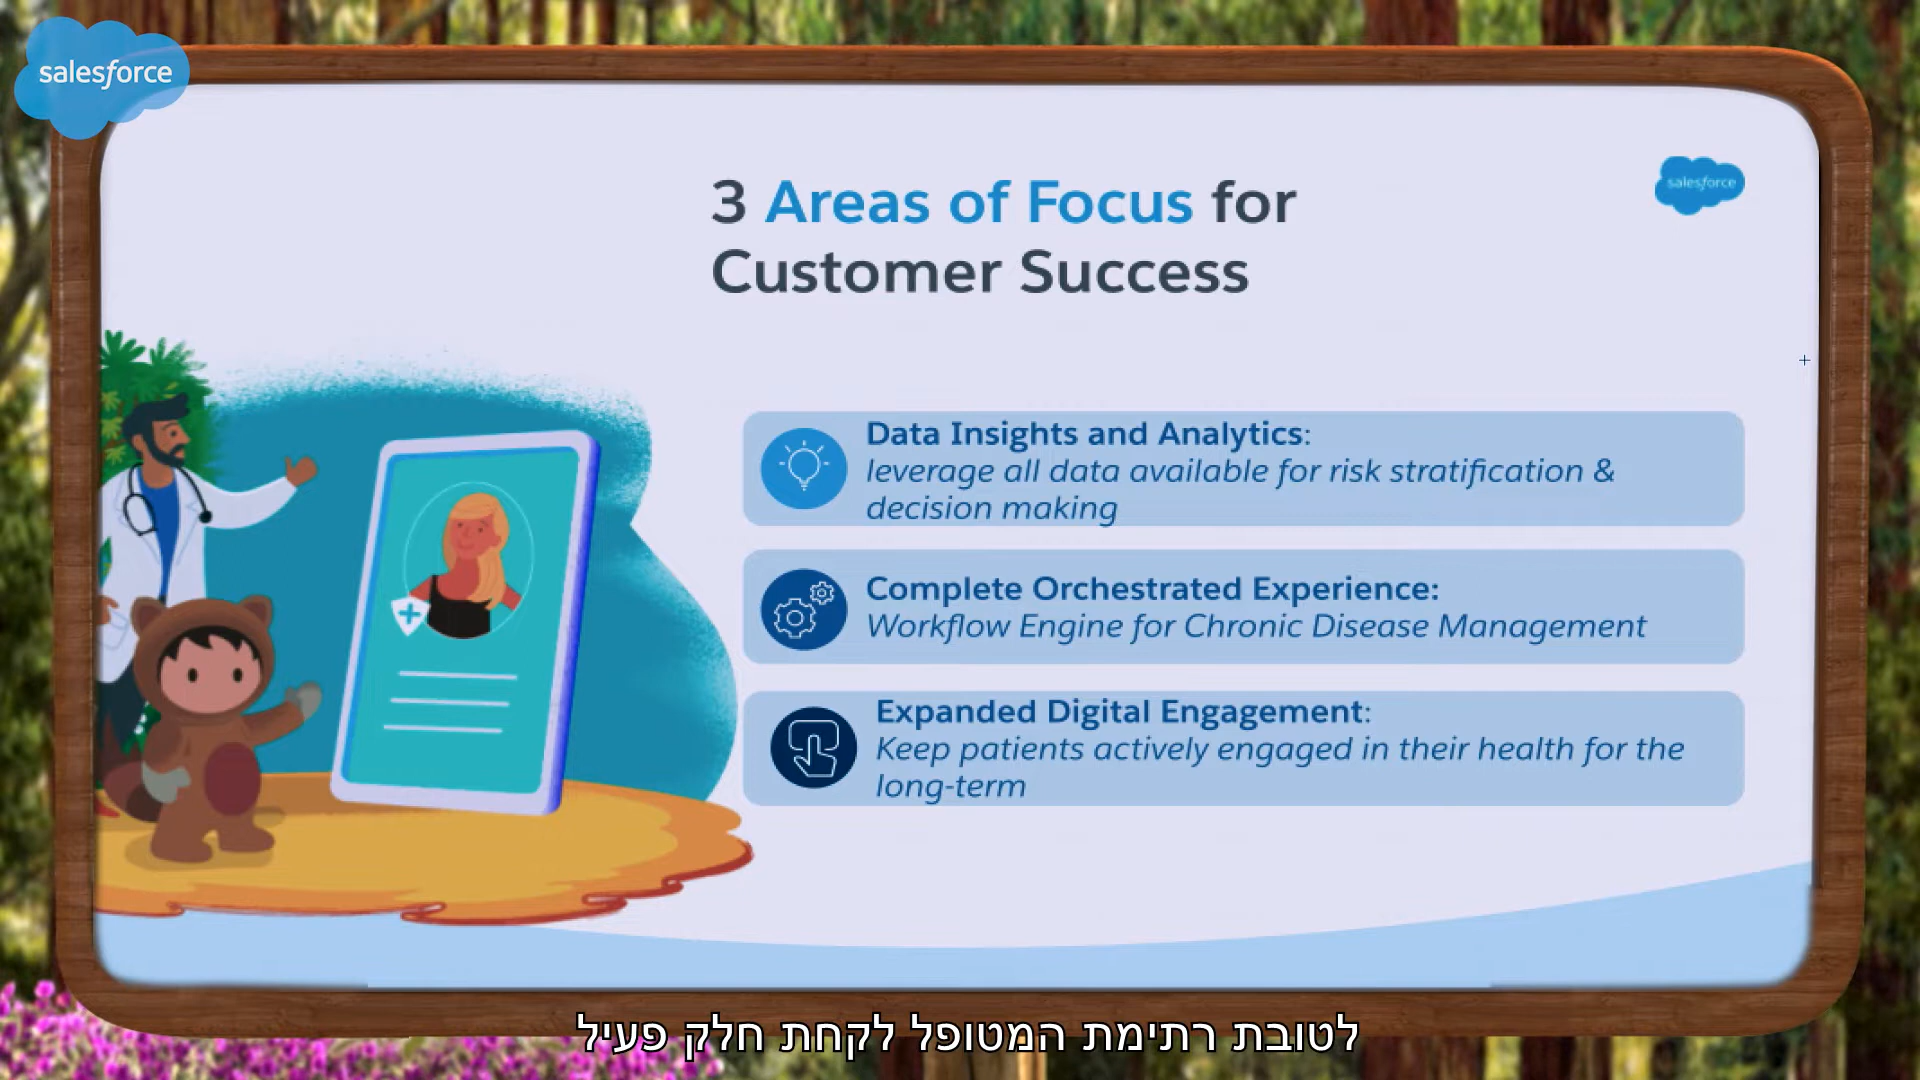 salesforce
salesforce
3 Areas of Focus for
Customer Success
Data Insights and Analytics:
leverage all data available for risk stratification &
decision making
Complete Orchestrated Experience:
Workflow Engine for Chronic Disease Management
Expanded Digital Engagement:
Keep patients actively engaged in their health for the
long-term
לטובת רתימת המטופל לקחת חלק פעיל